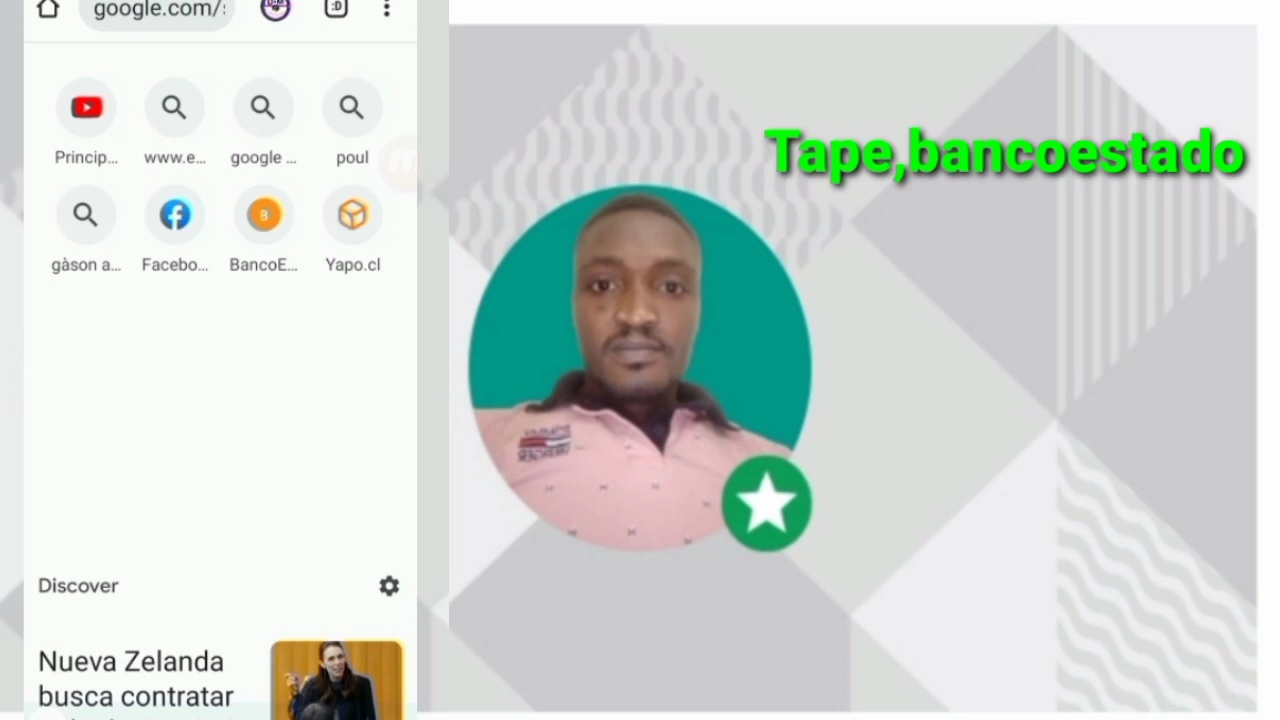 google.com/
:D
Princip...
www.e...
google ...
poul
gàson a...
Facebo...
BancoE...
Yapo.cl
Discover
Nueva Zelanda
busca contratar
Tape,bancoestado